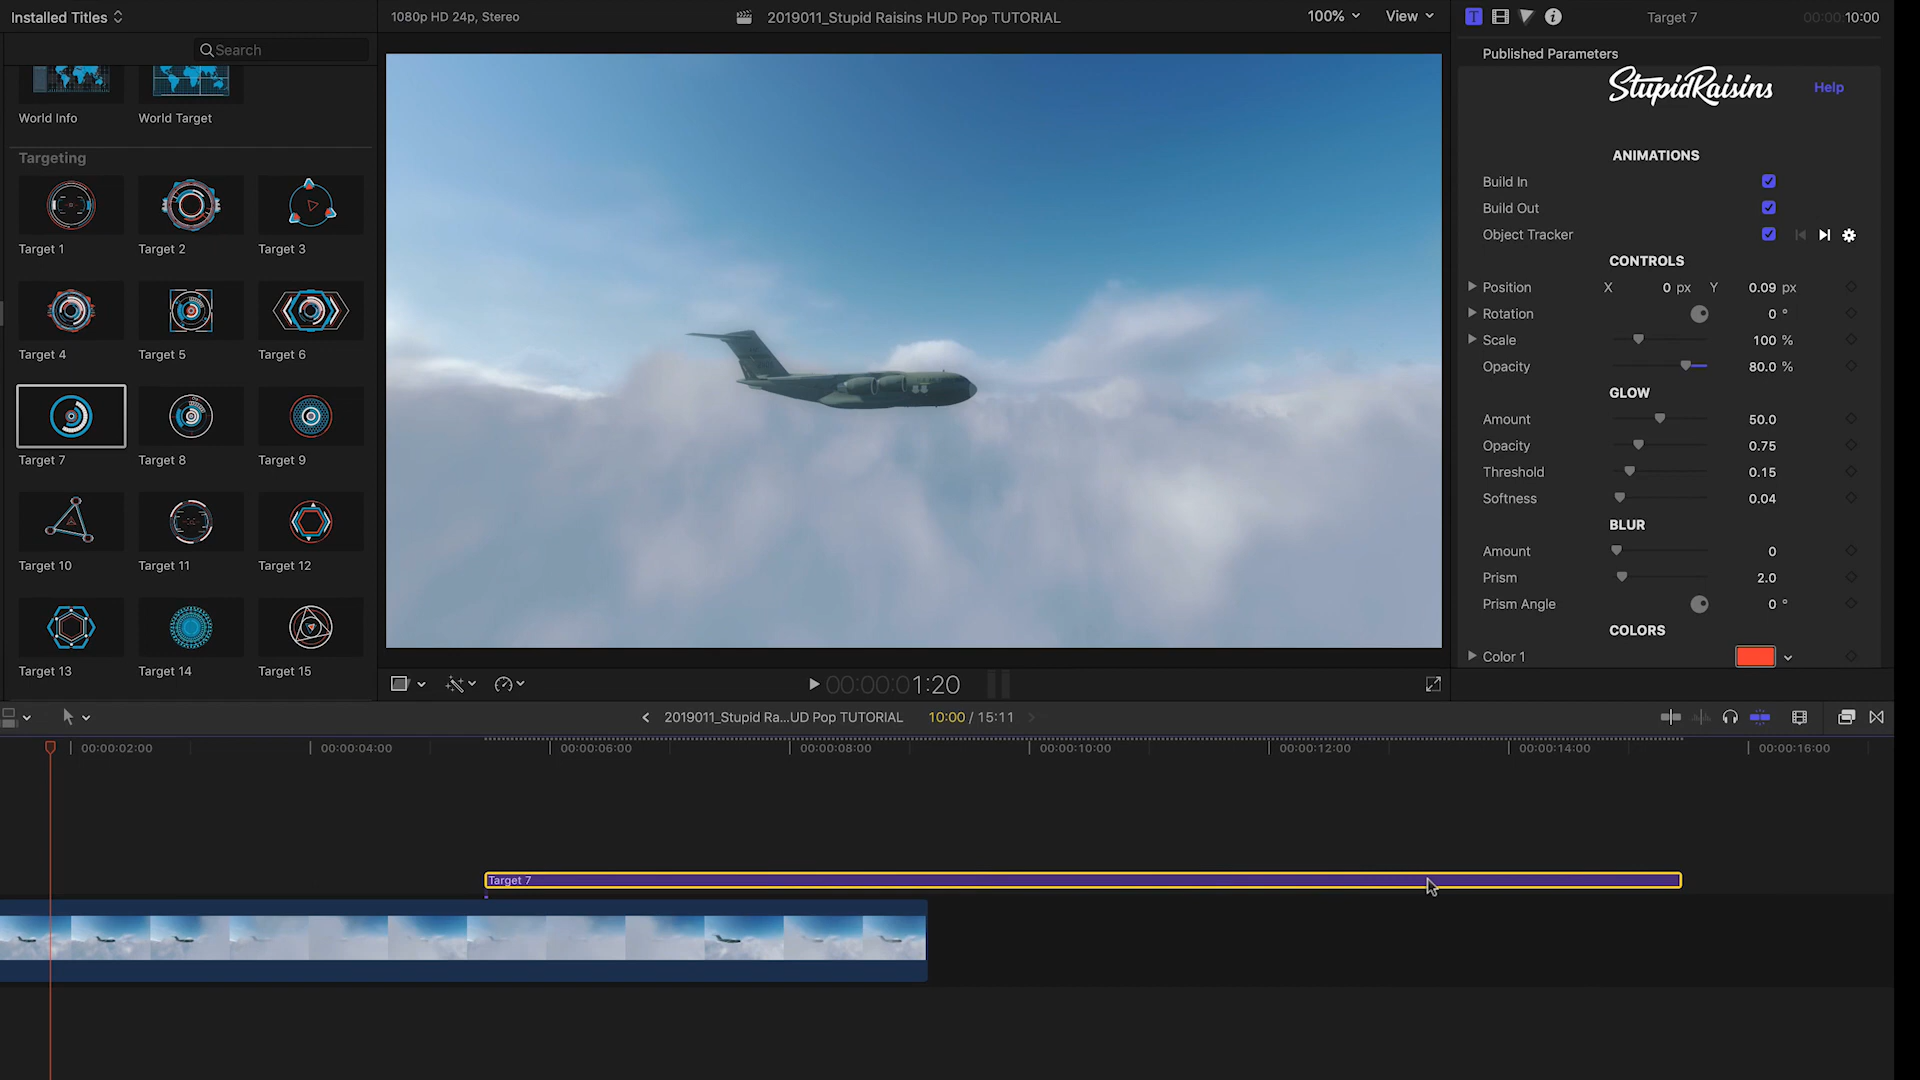 Installed Titles
1080p HD 24p, Stereo
2019011_Stupid Raisins HUD Pop TUTORIAL
100%
View
Target 7
00:00:10:00
Search
World Info
World Target
Targeting
Target 1
Target 2
Target 3
Target 4
Target 5
Target 6
Target 7
Target 8
Target 9
Target 10
Target 11
Target 12
Target 13
Target 14
Target 15
Published Parameters
StupidRaisins
Help
ANIMATIONS
Build In
Build Out
Object Tracker
CONTROLS
Position X 0 px Y 0.09 px
Rotation 0 °
Scale 100 %
Opacity 80.0 %
GLOW
Amount 50.0
Opacity 0.75
Threshold 0.15
Softness 0.04
BLUR
Amount 0
Prism 2.0
Prism Angle 0 °
COLORS
Color 1
00:00:01:20
2019011_Stupid Ra...UD Pop TUTORIAL
10:00 / 15:11
00:00:02:00
00:00:04:00
00:00:06:00
00:00:08:00
00:00:10:00
00:00:12:00
00:00:14:00
00:00:16:00
Target 7